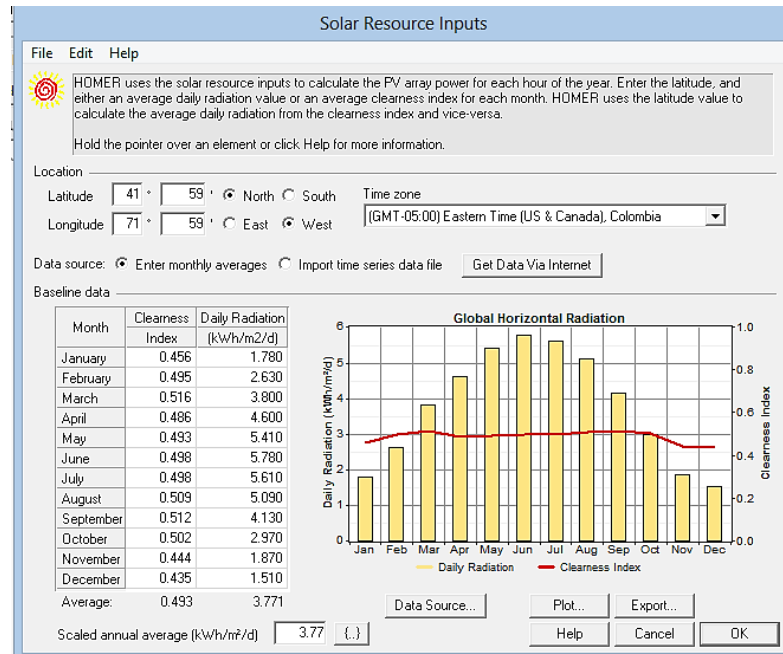 Solar Resource Inputs
File Edit Help
HOMER uses the solar resource inputs to calculate the PV array power for each hour of the year. Enter the latitude, and
either an average daily radiation value or an average clearness index for each month. HOMER uses the latitude value to
calculate the average daily radiation from the clearness index and vice-versa.
Hold the pointer over an element or click Help for more information.
Location
Latitude 41 ° 59 ' North South Time zone
Longitude 71 ° 59 ' East West (GMT-05:00) Eastern Time (US & Canada), Colombia
Data source: Enter monthly averages Import time series data file Get Data Via Internet
Baseline data
Month Clearness Index Daily Radiation (kWh/m2/d)
January 0.456 1.780
February 0.495 2.630
March 0.516 3.800
April 0.486 4.600
May 0.493 5.410
June 0.498 5.780
July 0.498 5.610
August 0.509 5.090
September 0.512 4.130
October 0.502 2.970
November 0.444 1.870
December 0.435 1.510
Average: 0.493 3.771
Scaled annual average (kWh/m²/d) 3.77 {..}
Global Horizontal Radiation
Daily Radiation (kWh/m²/d)
6
5
4
3
2
1
0
Jan Feb Mar Apr May Jun Jul Aug Sep Oct Nov Dec
1.0
0.8
0.6
0.4
0.2
0.0
Clearness Index
Daily Radiation Clearness Index
Data Source... Plot... Export...
Help Cancel OK